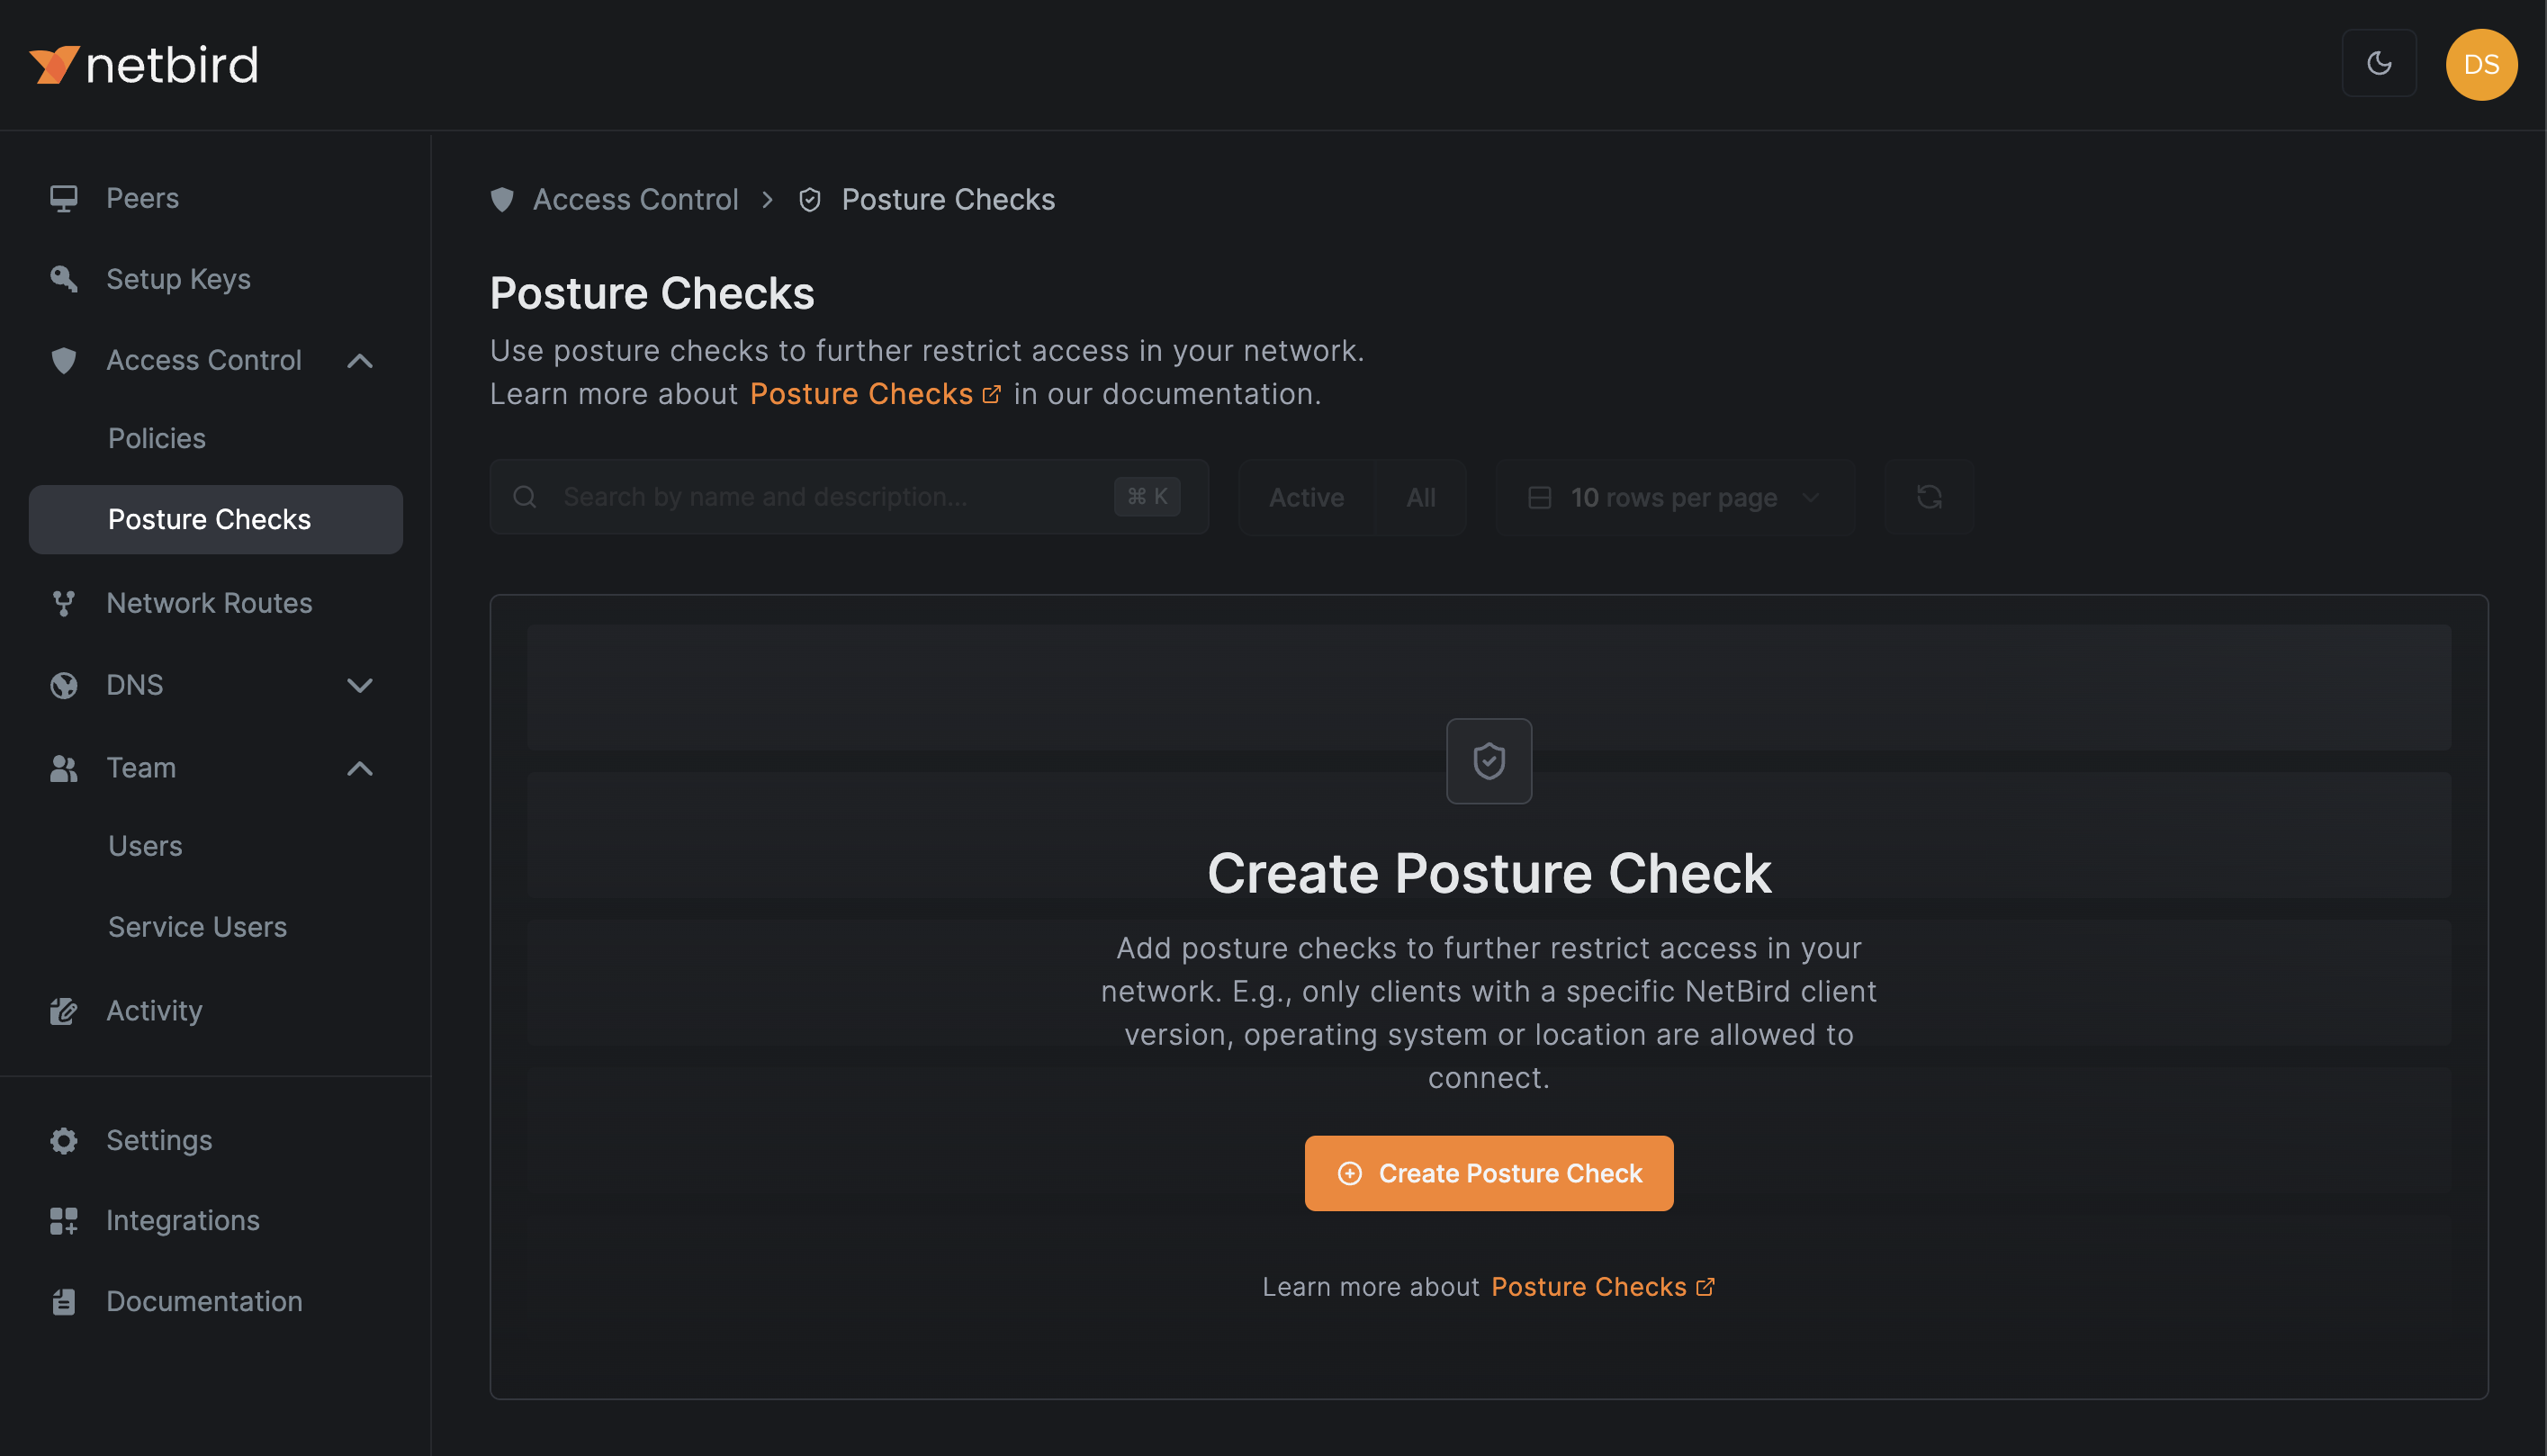 netbird
DS
Peers
Setup Keys
Access Control
Policies
Posture Checks
Network Routes
DNS
Team
Users
Service Users
Activity
Settings
Integrations
Documentation
Access Control > Posture Checks
Posture Checks
Use posture checks to further restrict access in your network.
Learn more about Posture Checks in our documentation.
Search by name and description... ⌘ K Active All 10 rows per page
Create Posture Check
Add posture checks to further restrict access in your
network. E.g., only clients with a specific NetBird client
version, operating system or location are allowed to
connect.
Create Posture Check
Learn more about Posture Checks